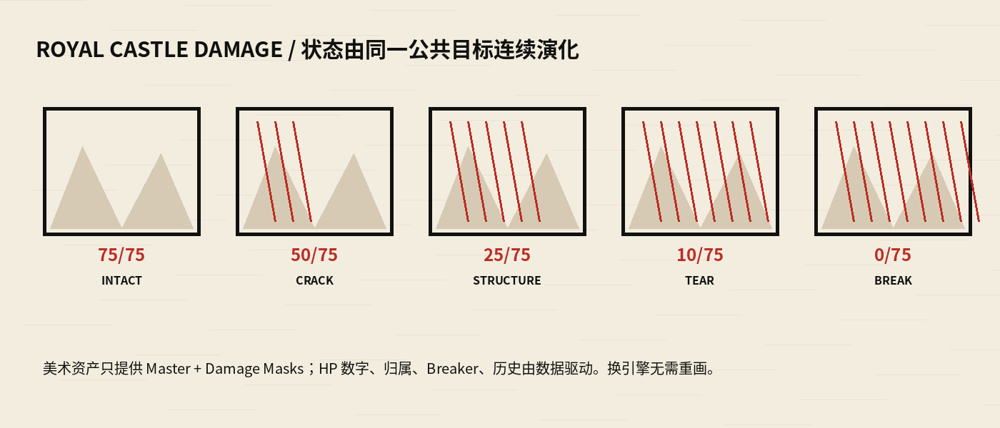 ROYAL CASTLE DAMAGE / 状态由同一公共目标连续演化
75/75
INTACT
50/75
CRACK
25/75
STRUCTURE
10/75
TEAR
0/75
BREAK
美术资产只提供 Master + Damage Masks；HP 数字、归属、Breaker、历史由数据驱动。换引擎无需重画。